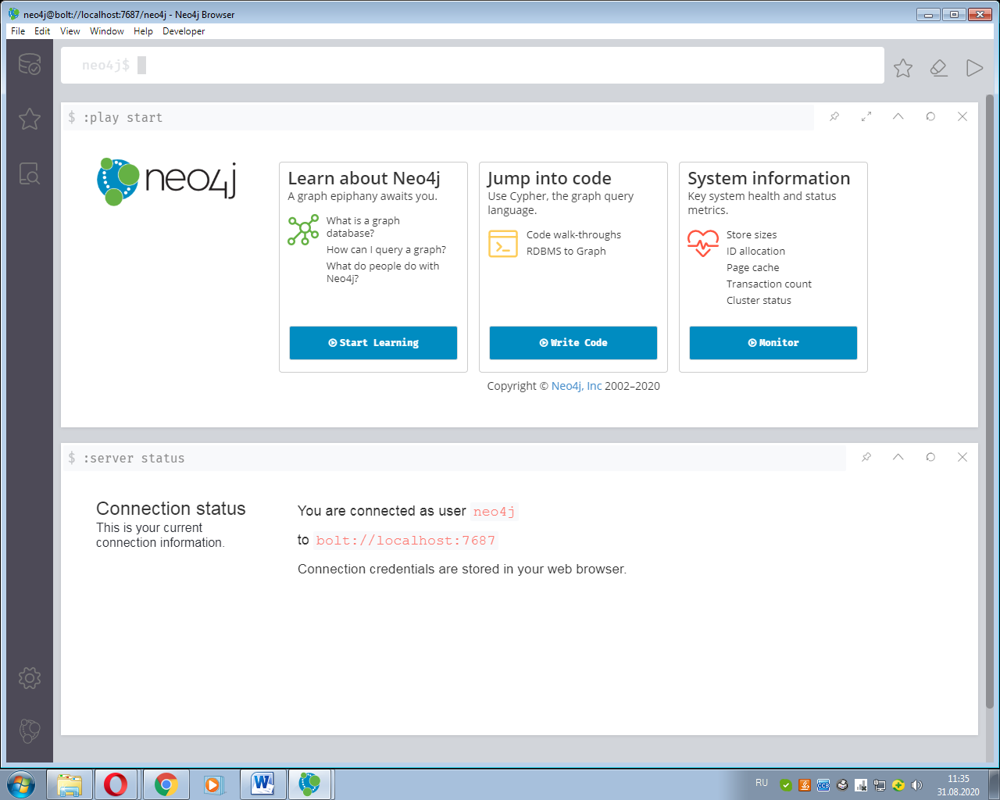 neo4j@bolt://localhost:7687/neo4j - Neo4j Browser
File Edit View Window Help Developer
neo4j$
$ :play start
neo4j
Learn about Neo4j
A graph epiphany awaits you.
What is a graph
database?
How can I query a graph?
What do people do with
Neo4j?
Start Learning
Jump into code
Use Cypher, the graph query
language.
Code walk-throughs
RDBMS to Graph
Write Code
System information
Key system health and status
metrics.
Store sizes
ID allocation
Page cache
Transaction count
Cluster status
Monitor
Copyright © Neo4j, Inc 2002–2020
$ :server status
Connection status
This is your current
connection information.
You are connected as user neo4j
to bolt://localhost:7687
Connection credentials are stored in your web browser.
RU
11:35
31.08.2020